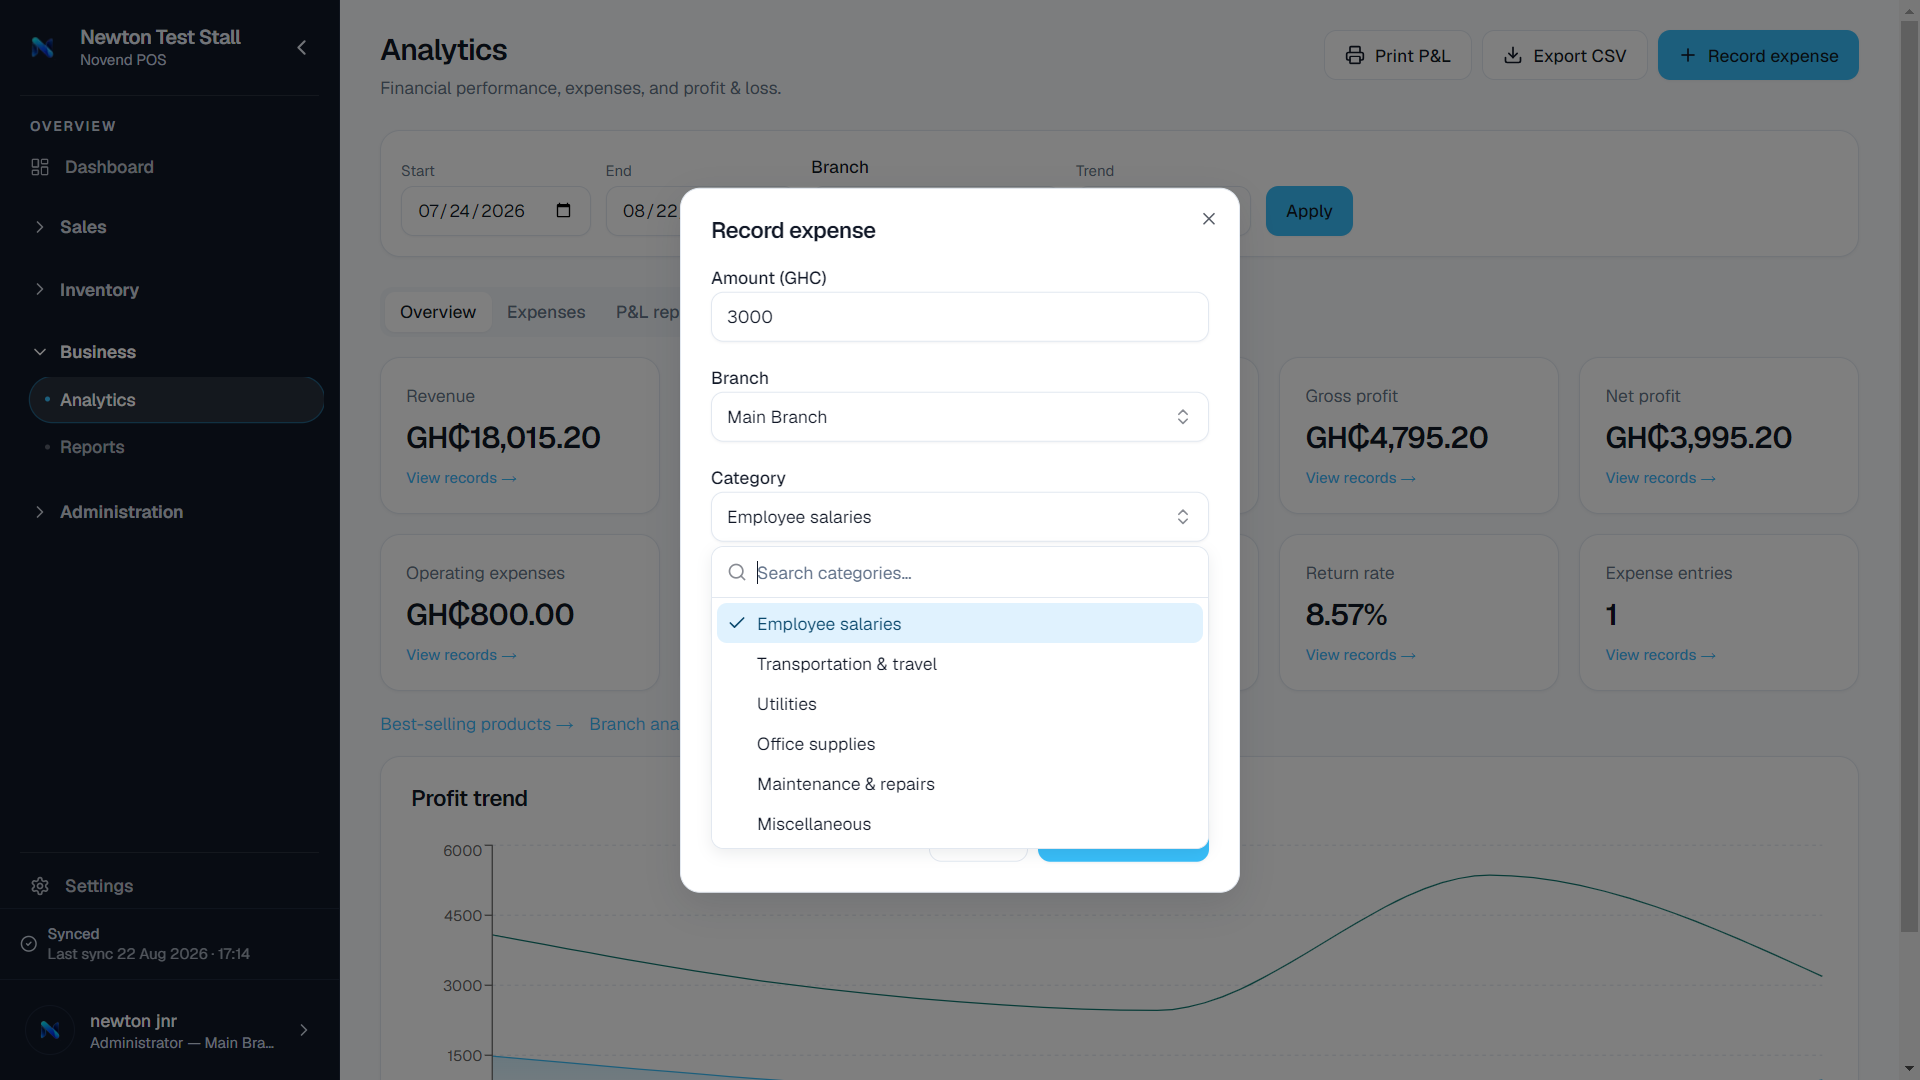 Newton Test Stall
Novend POS
OVERVIEW
Dashboard
Sales
Inventory
Business
Analytics
Reports
Administration
Settings
Synced
Last sync 22 Aug 2026 · 17:14
newton jnr
Administrator — Main Bra...
Analytics
Financial performance, expenses, and profit & loss.
Print P&L
Export CSV
Record expense
Start
End
Branch
Trend
07/24/2026
08/22
Apply
Overview
Expenses
P&L rep
Revenue
GH₵18,015.20
View records →
Gross profit
GH₵4,795.20
View records →
Net profit
GH₵3,995.20
View records →
Operating expenses
GH₵800.00
View records →
Return rate
8.57%
View records →
Expense entries
1
View records →
Best-selling products →
Branch ana
Profit trend
6000
4500
3000
1500
Record expense
Amount (GHC)
3000
Branch
Main Branch
Category
Employee salaries
Search categories...
Employee salaries
Transportation & travel
Utilities
Office supplies
Maintenance & repairs
Miscellaneous